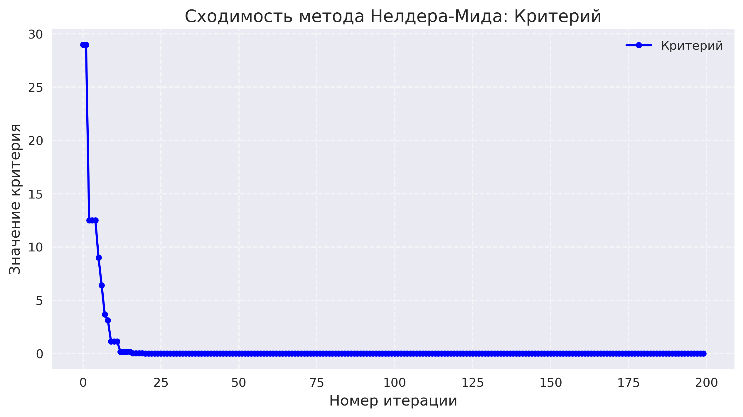 Сходимость метода Нелдера-Мида: Критерий
Критерий
Значение критерия
30
25
20
15
10
5
0
0 25 50 75 100 125 150 175 200
Номер итерации